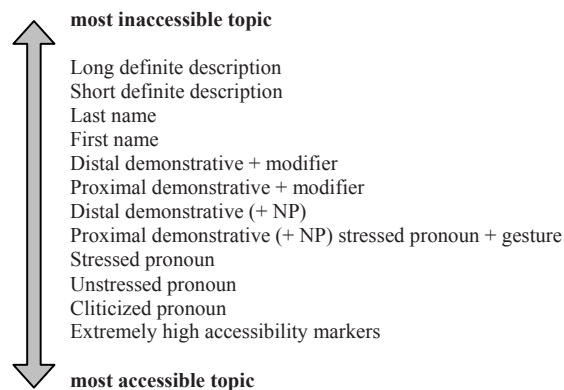 most inaccessible topic
Long definite description
Short definite description
Last name
First name
Distal demonstrative + modifier
Proximal demonstrative + modifier
Distal demonstrative (+ NP)
Proximal demonstrative (+ NP) stressed pronoun + gesture
Stressed pronoun
Unstressed pronoun
Cliticized pronoun
Extremely high accessibility markers
most accessible topic